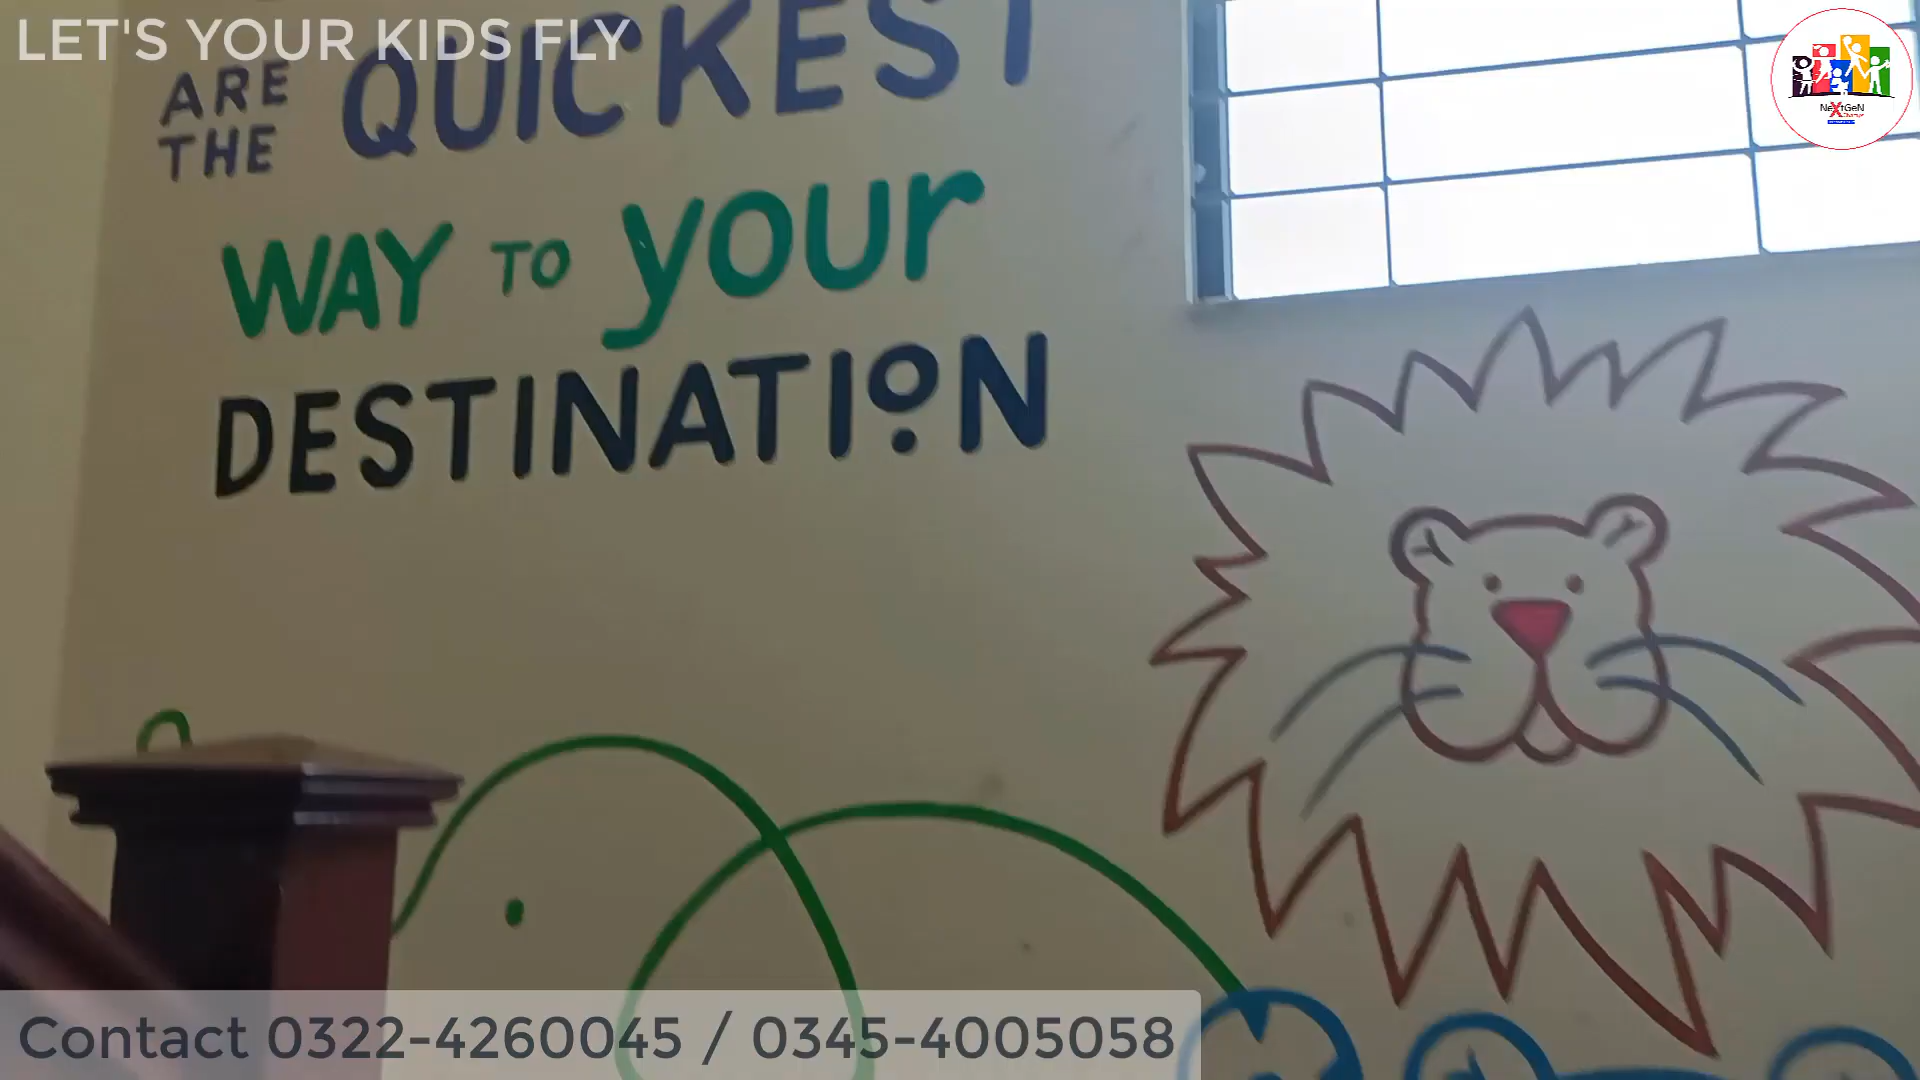 LET'S YOUR KIDS FLY
ARE THE QUICKEST
WAY TO your
DESTINATION
NeXtGeN
Contact 0322-4260045 / 0345-4005058